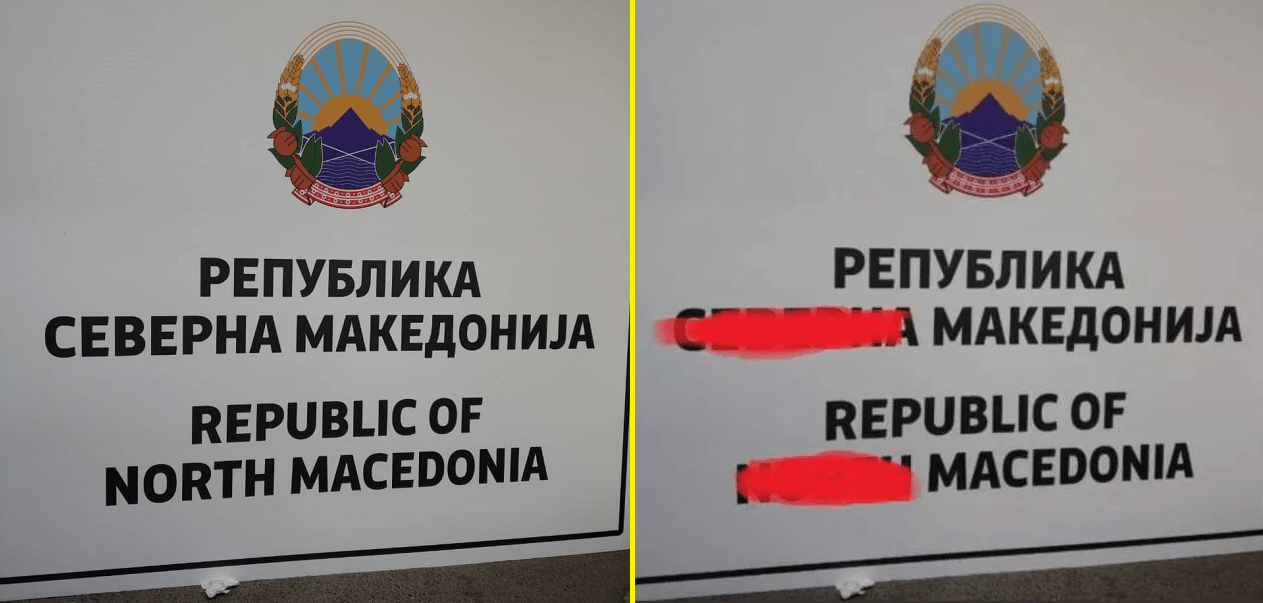 РЕПУБЛИКА
СЕВЕРНА МАКЕДОНИЈА
REPUBLIC OF
NORTH MACEDONIA
РЕПУБЛИКА
МАКЕДОНИЈА
REPUBLIC OF
MACEDONIA